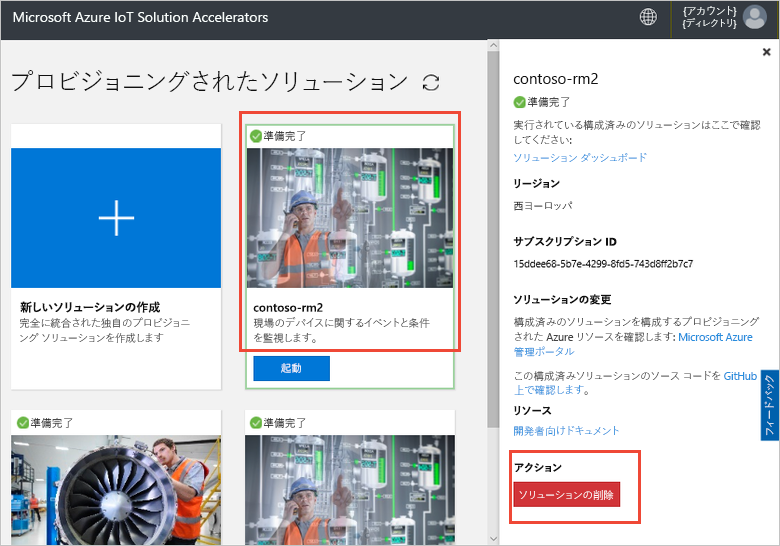 Microsoft Azure IoT Solution Accelerators
{アカウント}
{ディレクトリ}
プロビジョニングされたソリューション
新しいソリューションの作成
完全に統合された独自のプロビジョニ
ング ソリューションを作成します
準備完了
contoso-rm2
現場のデバイスに関するイベントと条件
を監視します。
起動
準備完了
準備完了
contoso-rm2
準備完了
実行されている構成済みのソリューションはここで確認
してください:
ソリューション ダッシュボード
リージョン
西ヨーロッパ
サブスクリプション ID
15ddee68-5b7e-4299-8fd5-743d8ff2b7c7
ソリューションの変更
構成済みのソリューションを構成するプロビジョニング
された Azure リソースを確認します: Microsoft Azure
管理ポータル
この構成済みソリューションのソース コードを GitHub
上で確認します。
リソース
開発者向けドキュメント
アクション
ソリューションの削除
フィードバック